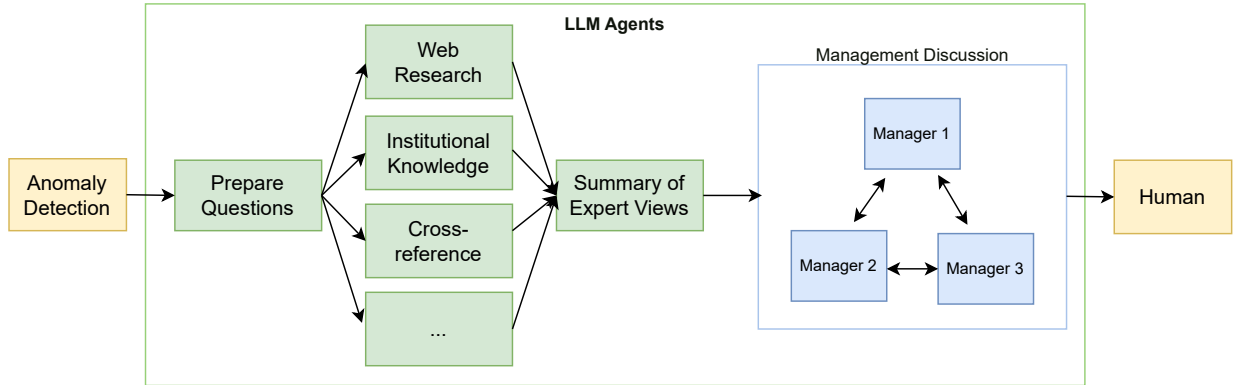 LLM Agents
Anomaly
Detection
Prepare
Questions
Web
Research
Institutional
Knowledge
Cross-
reference
...
Summary of
Expert Views
Management Discussion
Manager 1
Manager 2
Manager 3
Human